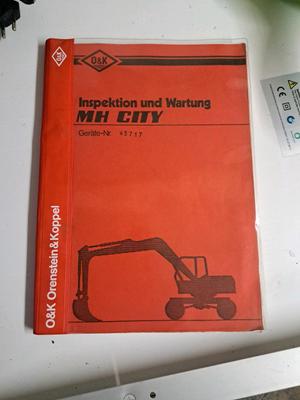 O&K
Inspektion und Wartung
MH CITY
Geräte-Nr.
O&K Orenstein&Koppel